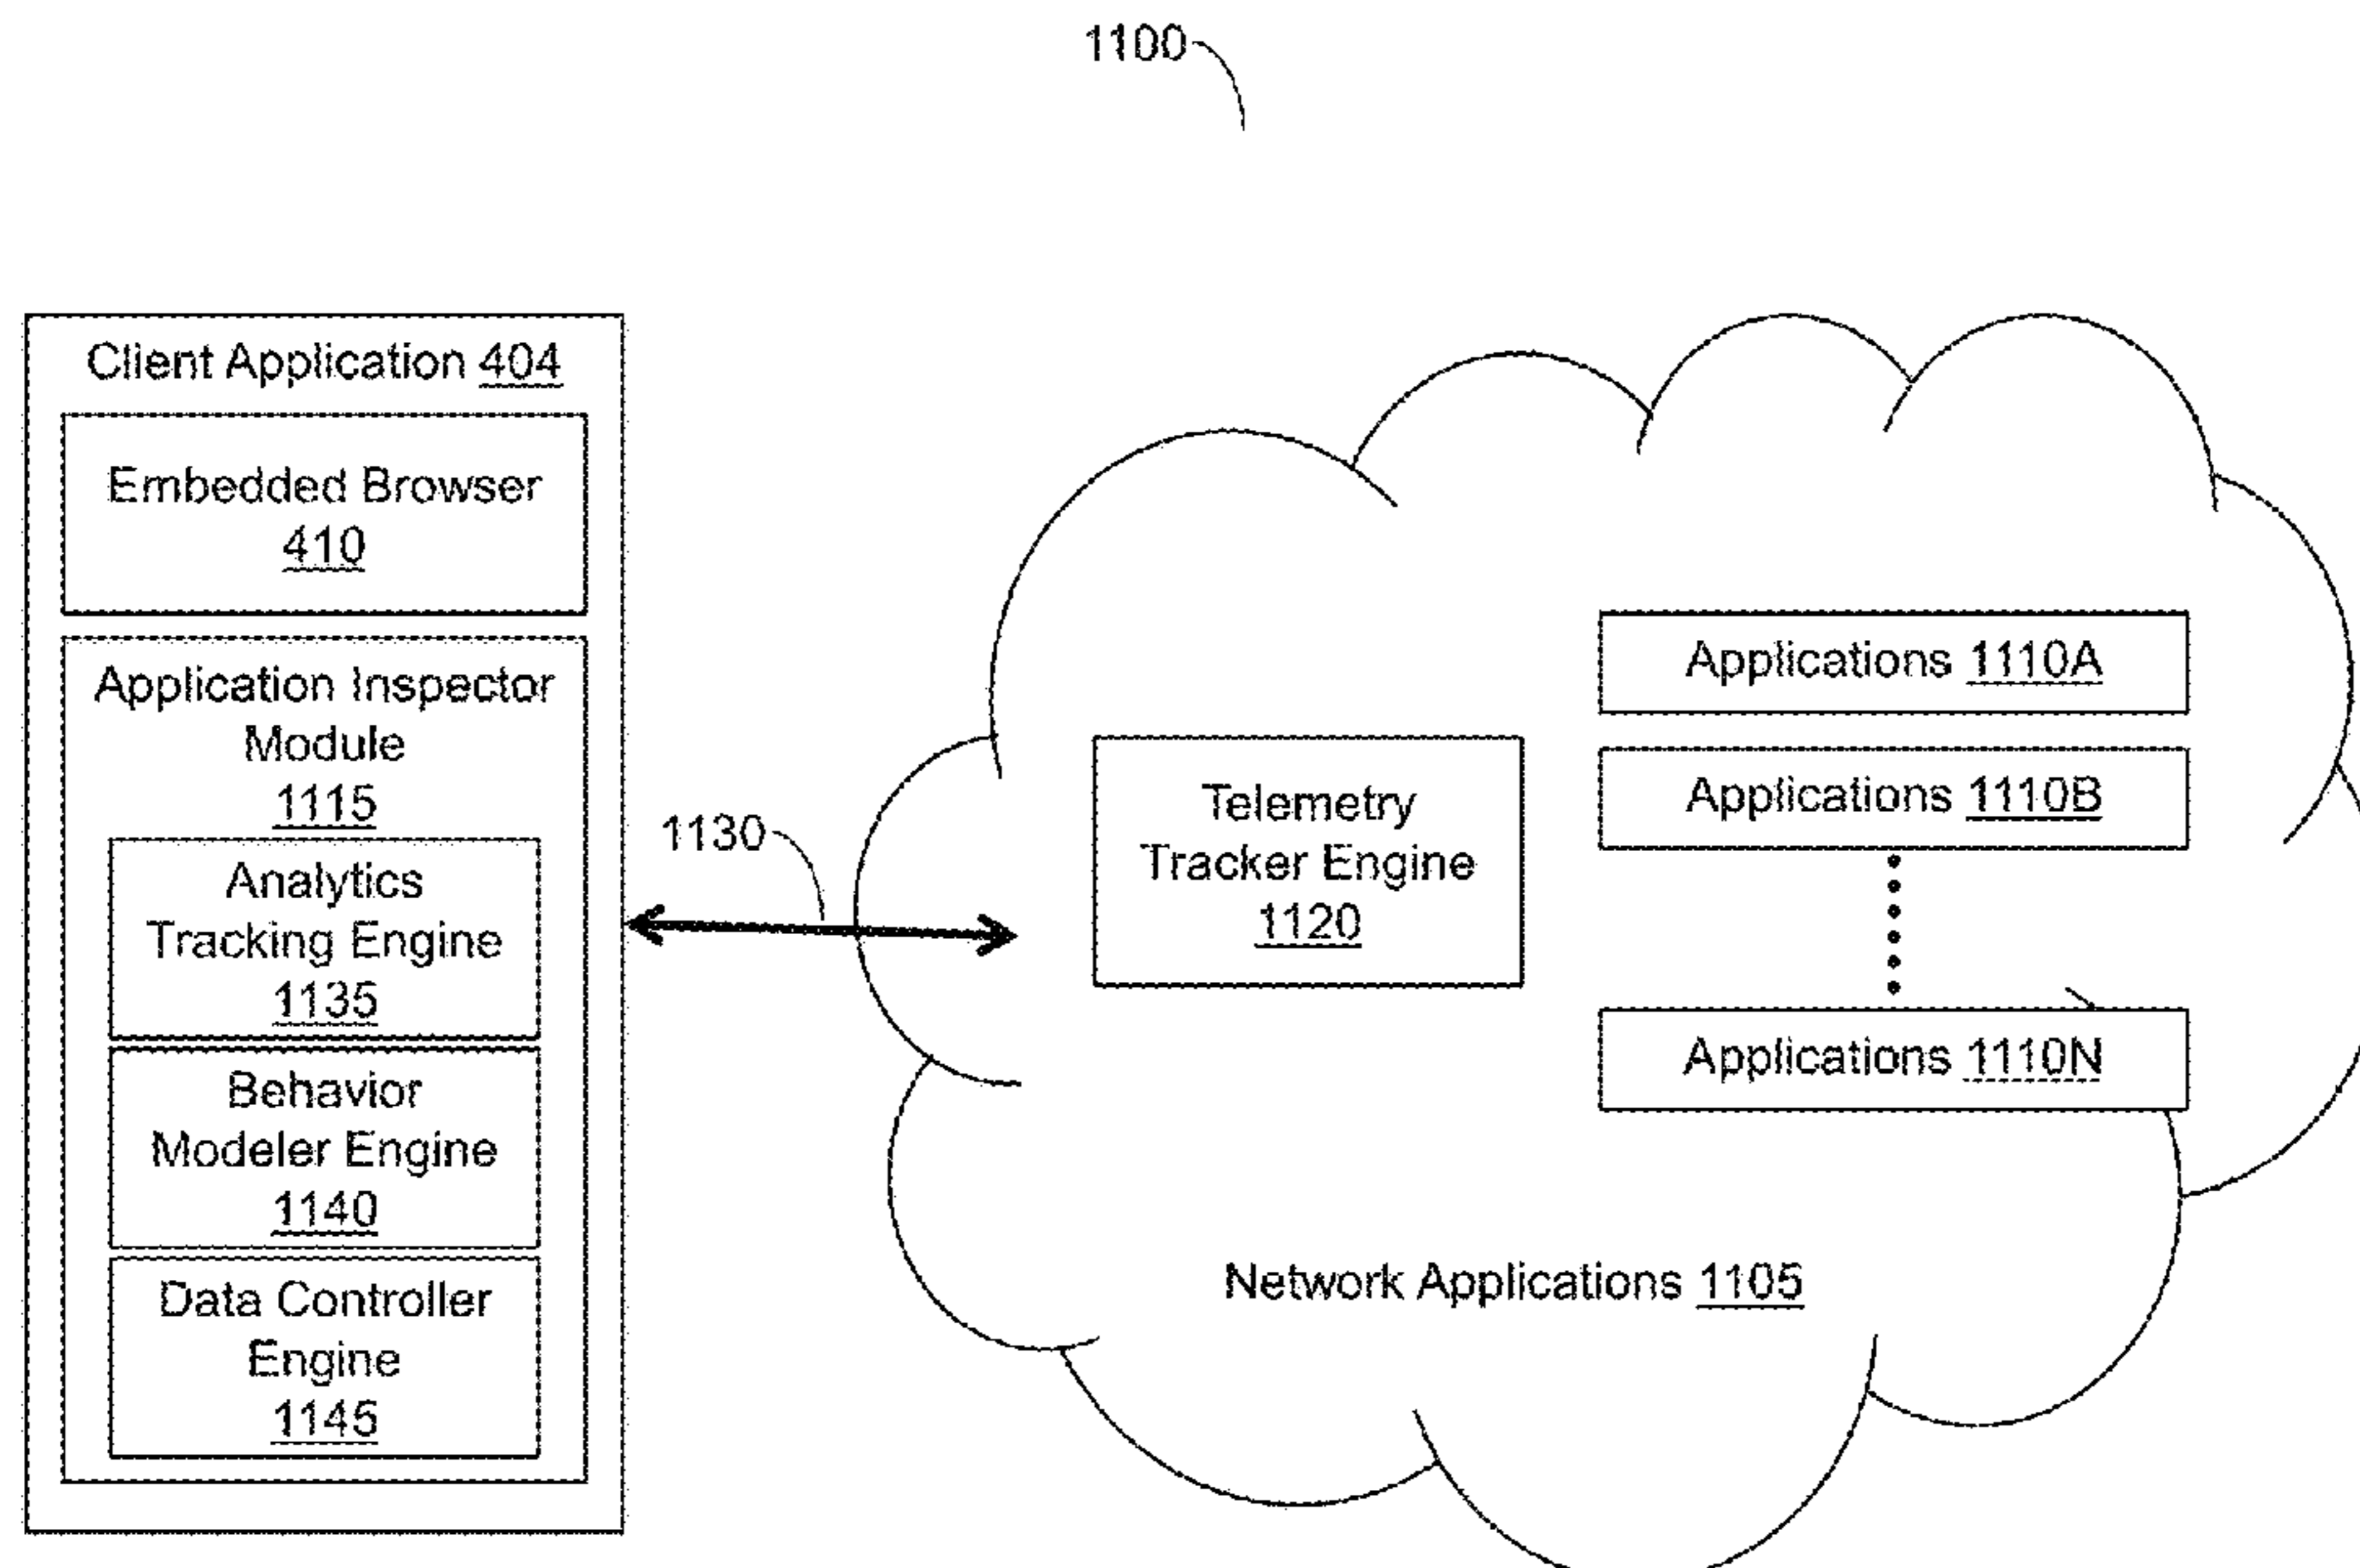 1100
Client Application 404
Embedded Browser
410
Application Inspector
Module
1115
Analytics
Tracking Engine
1135
Behavior
Modeler Engine
1140
Data Controller
Engine
1145
1130
Telemetry
Tracker Engine
1120
Applications 1110A
Applications 1110B
Applications 1110N
Network Applications 1105